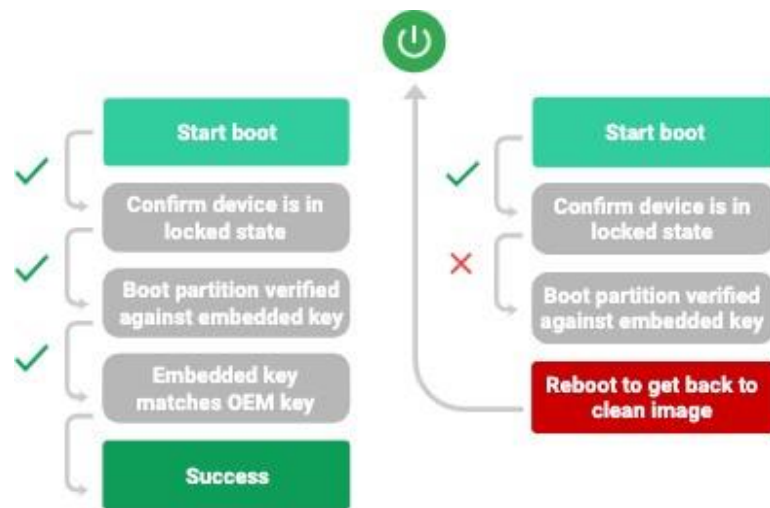 Start boot
Confirm device is in
locked state
Boot partition verified
against embedded key
Embedded key
matches OEM key
Success
Start boot
Confirm device is in
locked state
Boot partition verified
against embedded key
Reboot to get back to
clean image